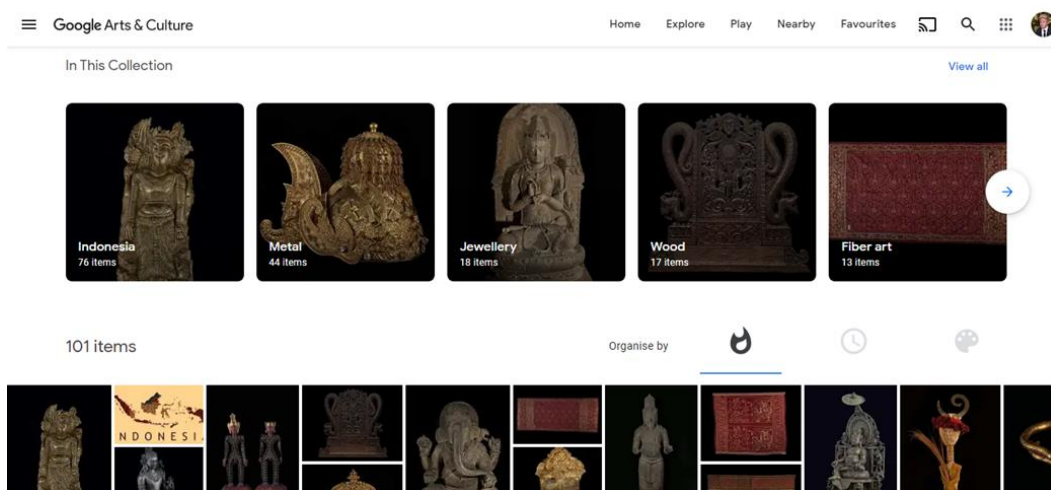 Google Arts & Culture
Home Explore Play Nearby Favourites
In This Collection
View all
Indonesia
76 items
Metal
44 items
Jewellery
18 items
Wood
17 items
Fiber art
13 items
101 items
Organise by
NDONESI